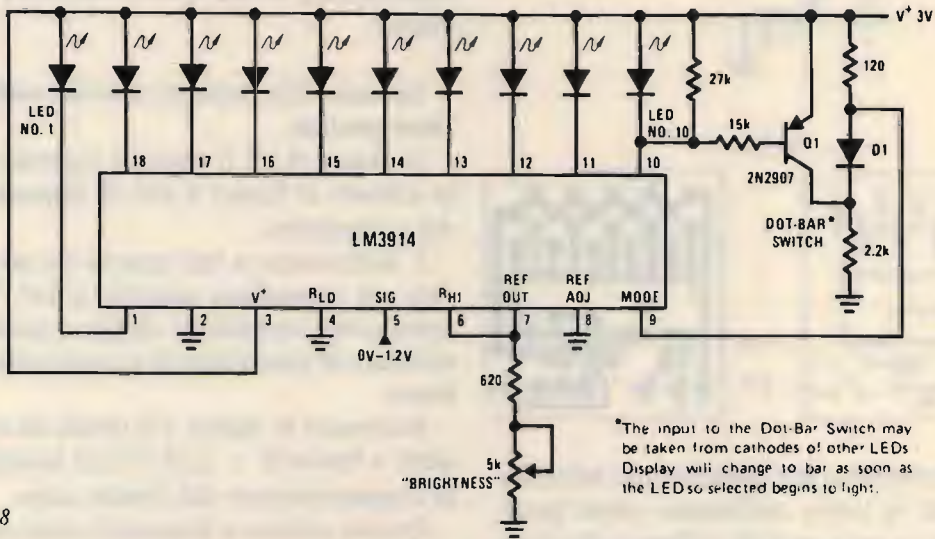 V+ 3V
LED
NO. 1
LED
NO. 10
27k
15k
Q1
2N2907
120
D1
DOT-BAR*
SWITCH
2.2k
18
17
16
15
14
13
12
11
10
LM3914
V+
RLO
SIG
RHI
REF
OUT
REF
ADJ
MODE
1
2
3
4
5
6
7
8
9
0V–1.2V
620
5k
"BRIGHTNESS"
*The input to the Dot-Bar Switch may
be taken from cathodes of other LEDs
Display will change to bar as soon as
the LED so selected begins to light.
8